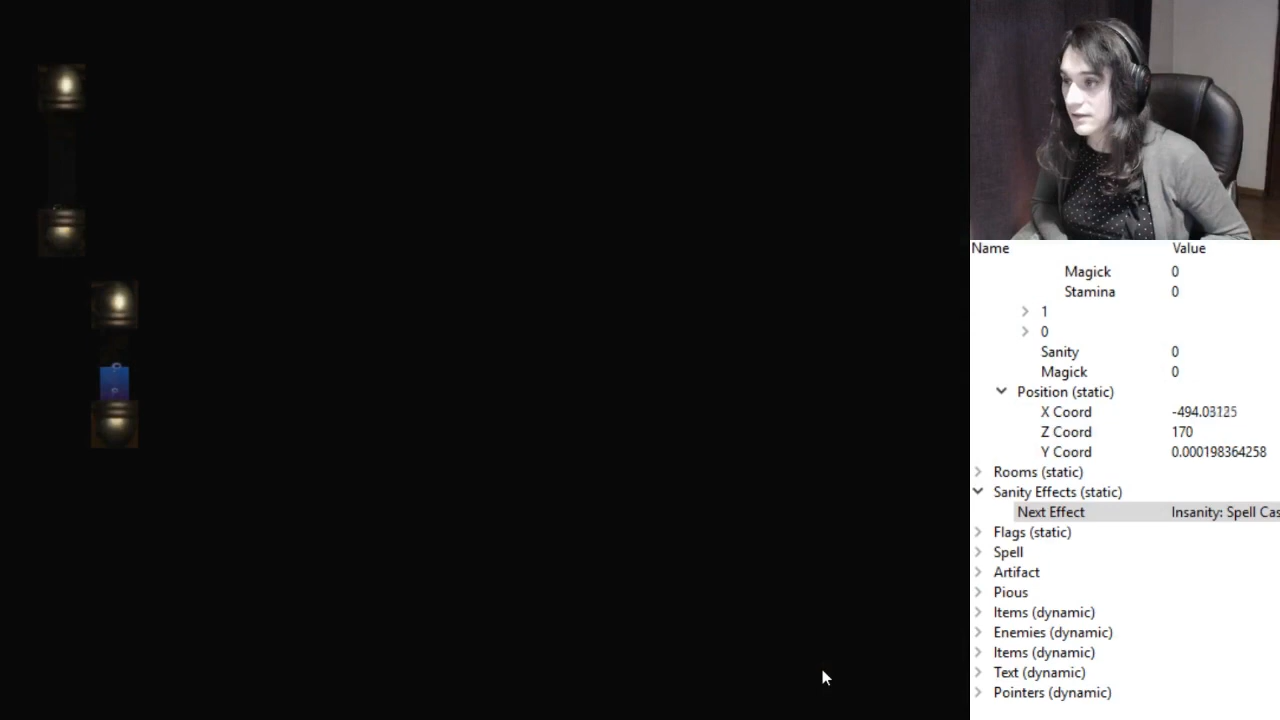 Name Value
Magick 0
Stamina 0
1
0
Sanity 0
Magick 0
Position (static)
X Coord -494.03125
Z Coord 170
Y Coord 0.000198364258
Rooms (static)
Sanity Effects (static)
Next Effect Insanity: Spell Cas
Flags (static)
Spell
Artifact
Pious
Items (dynamic)
Enemies (dynamic)
Items (dynamic)
Text (dynamic)
Pointers (dynamic)